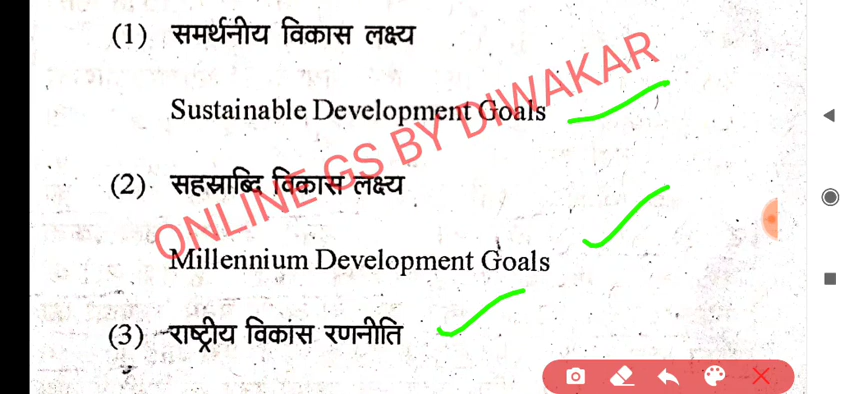 (1) समर्थनीय विकास लक्ष्य
Sustainable Development Goals
(2) सहस्राब्दि विकास लक्ष्य
Millennium Development Goals
(3) राष्ट्रीय विकास रणनीति
ONLINE GS BY DIWAKAR